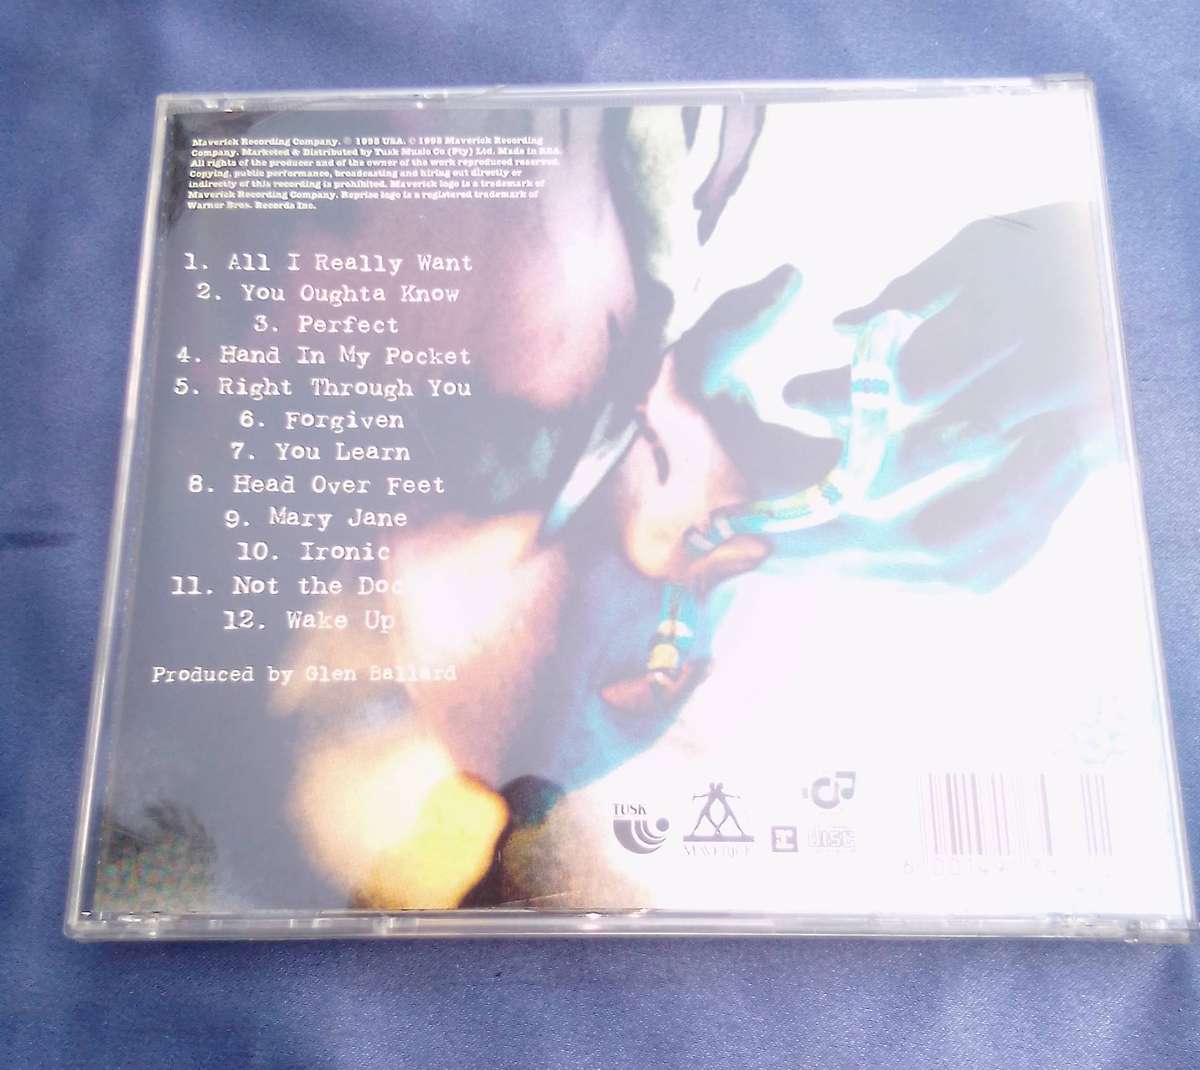 Maverick Recording Company. ℗ 1995 USA. © 1995 Maverick Recording
Company. Marketed & Distributed by Tusk Music Co (Pty) Ltd. Made in RSA.
All rights of the producer and of the owner of the work reproduced reserved.
Copying, public performance, broadcasting and hiring out directly or
indirectly of this recording is prohibited. Maverick logo is a trademark of
Maverick Recording Company. Reprise logo is a registered trademark of
Warner Bros. Records Inc.
1. All I Really Want
2. You Oughta Know
3. Perfect
4. Hand In My Pocket
5. Right Through You
6. Forgiven
7. You Learn
8. Head Over Feet
9. Mary Jane
10. Ironic
11. Not the Doc
12. Wake Up
Produced by Glen Ballard
TUSK
MAVERICK
DISC